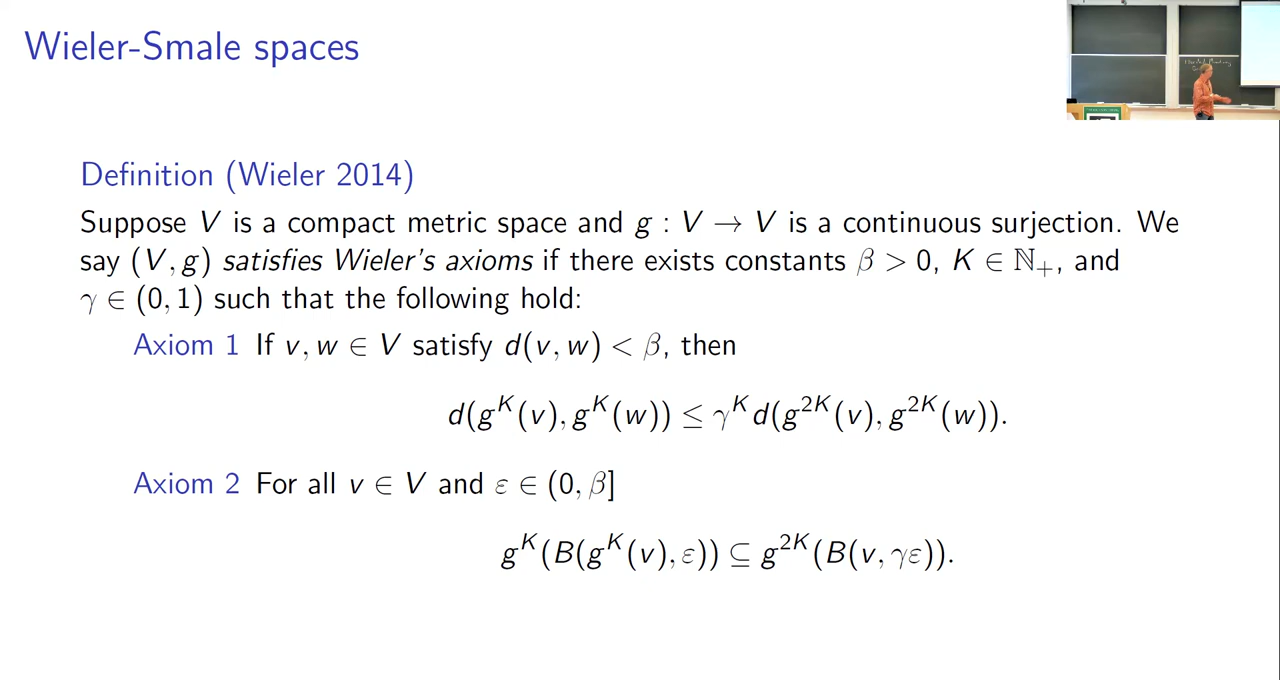 Wieler-Smale spaces
Definition (Wieler 2014)
Suppose V is a compact metric space and g : V → V is a continuous surjection. We
say (V, g) satisfies Wieler's axioms if there exists constants β > 0, K ∈ ℕ₊, and
γ ∈ (0, 1) such that the following hold:
Axiom 1 If v, w ∈ V satisfy d(v, w) < β, then
d(g^K(v), g^K(w)) ≤ γ^K d(g^{2K}(v), g^{2K}(w)).
Axiom 2 For all v ∈ V and ε ∈ (0, β]
g^K(B(g^K(v), ε)) ⊆ g^{2K}(B(v, γε)).